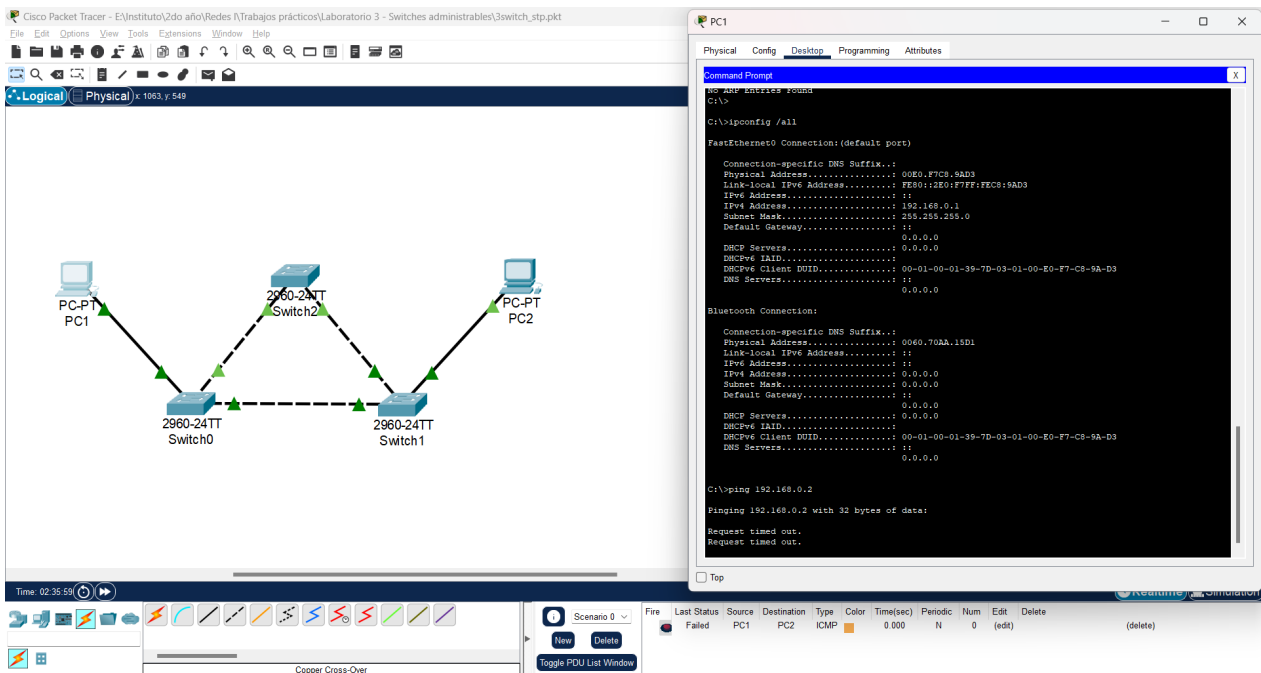 Cisco Packet Tracer - E:\Instituto\2do año\Redes I\Trabajos prácticos\Laboratorio 3 - Switches administrables\3switch_stp.pkt
File Edit Options View Tools Extensions Window Help
Logical Physical x: 1063, y: 549
PC-PT
PC1
2960-24TT
Switch2
PC-PT
PC2
2960-24TT
Switch0
2960-24TT
Switch1
PC1
Physical Config Desktop Programming Attributes
Command Prompt X
No ARP Entries Found
C:\>
C:\>ipconfig /all
FastEthernet0 Connection:(default port)
Connection-specific DNS Suffix..:
Physical Address................: 00E0.F7C8.9AD3
Link-local IPv6 Address.........: FE80::2E0:F7FF:FEC8:9AD3
IPv6 Address....................: ::
IPv4 Address....................: 192.168.0.1
Subnet Mask.....................: 255.255.255.0
Default Gateway.................: ::
0.0.0.0
DHCP Servers....................: 0.0.0.0
DHCPv6 IAID.....................:
DHCPv6 Client DUID..............: 00-01-00-01-39-7D-03-01-00-E0-F7-C8-9A-D3
DNS Servers.....................: ::
0.0.0.0
Bluetooth Connection:
Connection-specific DNS Suffix..:
Physical Address................: 0060.70AA.15D1
Link-local IPv6 Address.........: ::
IPv6 Address....................: ::
IPv4 Address....................: 0.0.0.0
Subnet Mask.....................: 0.0.0.0
Default Gateway.................: ::
0.0.0.0
DHCP Servers....................: 0.0.0.0
DHCPv6 IAID.....................:
DHCPv6 Client DUID..............: 00-01-00-01-39-7D-03-01-00-E0-F7-C8-9A-D3
DNS Servers.....................: ::
0.0.0.0
C:\>ping 192.168.0.2
Pinging 192.168.0.2 with 32 bytes of data:
Request timed out.
Request timed out.
Top
Time: 02:35:59
Realtime Simulation
Scenario 0
New Delete
Toggle PDU List Window
Fire Last Status Source Destination Type Color Time(sec) Periodic Num Edit Delete
Failed PC1 PC2 ICMP 0.000 N 0 (edit) (delete)
Copper Cross-Over